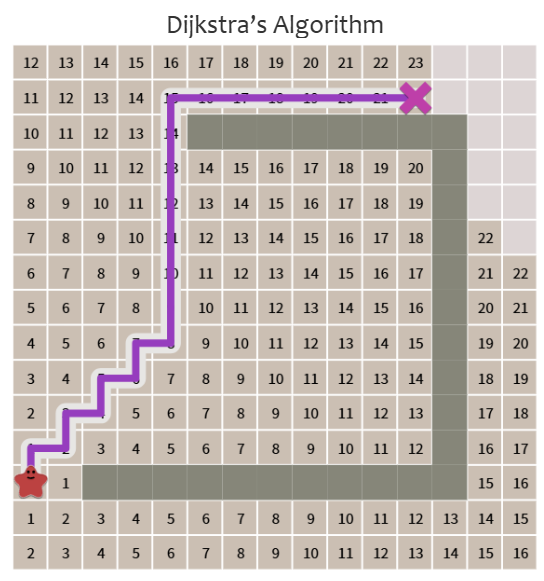 Dijkstra's Algorithm
12 13 14 15 16 17 18 19 20 21 22 23
11 12 13 14 15 16 17 18 19 20 21
10 11 12 13 14
9 10 11 12 13 14 15 16 17 18 19 20
8 9 10 11 12 13 14 15 16 17 18 19
7 8 9 10 11 12 13 14 15 16 17 18 22
6 7 8 9 10 11 12 13 14 15 16 17 21 22
5 6 7 8 10 11 12 13 14 15 16 20 21
4 5 6 7 8 9 10 11 12 13 14 15 19 20
3 4 5 6 7 8 9 10 11 12 13 14 18 19
2 3 4 5 6 7 8 9 10 11 12 13 17 18
1 2 3 4 5 6 7 8 9 10 11 12 16 17
1 15 16
1 2 3 4 5 6 7 8 9 10 11 12 13 14 15
2 3 4 5 6 7 8 9 10 11 12 13 14 15 16